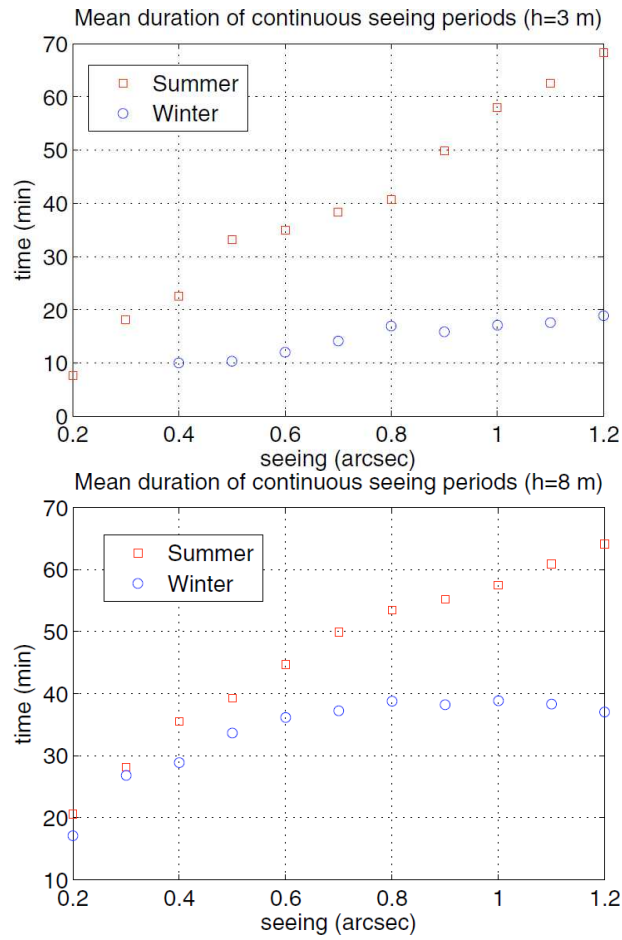 Mean duration of continuous seeing periods (h=3 m)
70
60
50
40
30
20
10
0
time (min)
Summer
Winter
0.2 0.4 0.6 0.8 1 1.2
seeing (arcsec)
Mean duration of continuous seeing periods (h=8 m)
70
60
50
40
30
20
10
time (min)
Summer
Winter
0.2 0.4 0.6 0.8 1 1.2
seeing (arcsec)